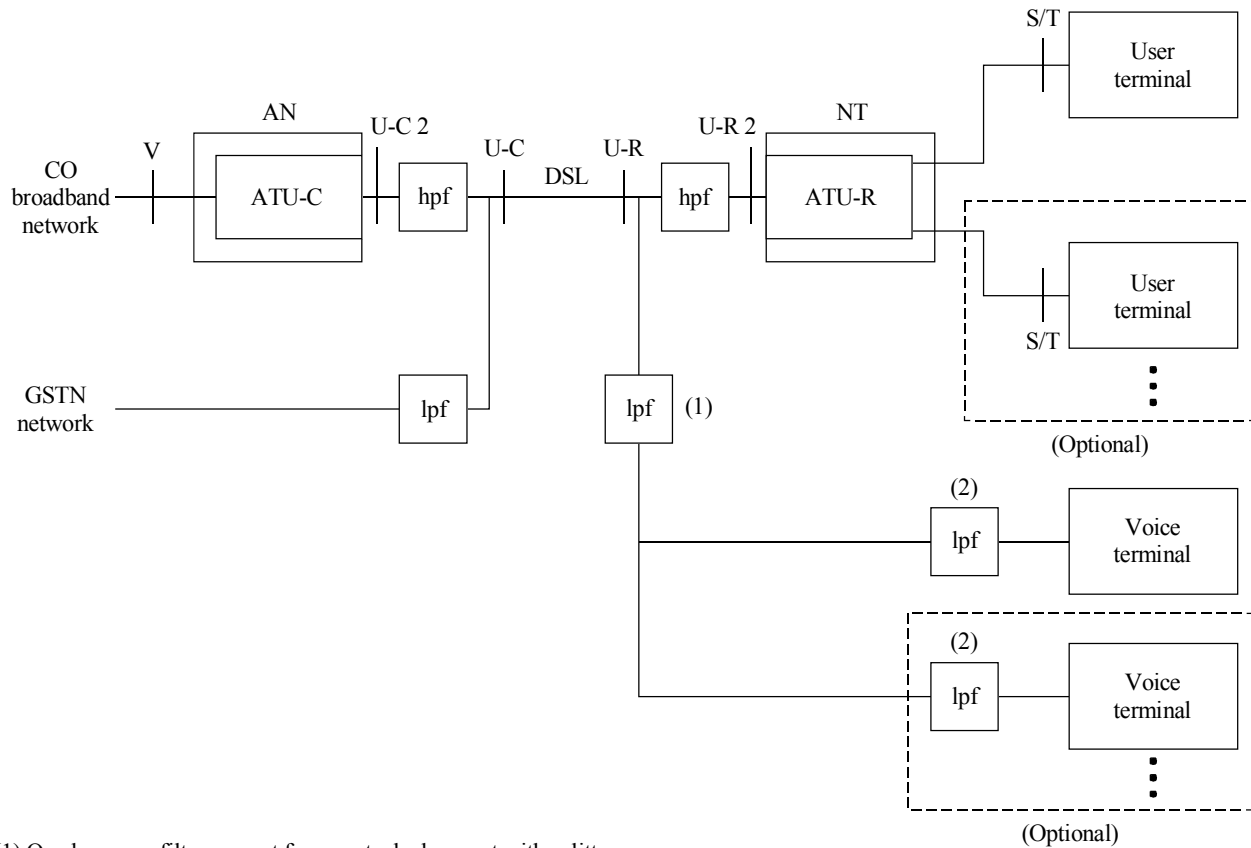 S/T
User
terminal
AN
NT
U-C 2
U-R 2
V
U-C
U-R
DSL
CO
broadband
network
ATU-C
hpf
hpf
ATU-R
User
terminal
S/T
GSTN
network
lpf
lpf
(1)
(Optional)
(2)
lpf
Voice
terminal
(2)
lpf
Voice
terminal
(Optional)